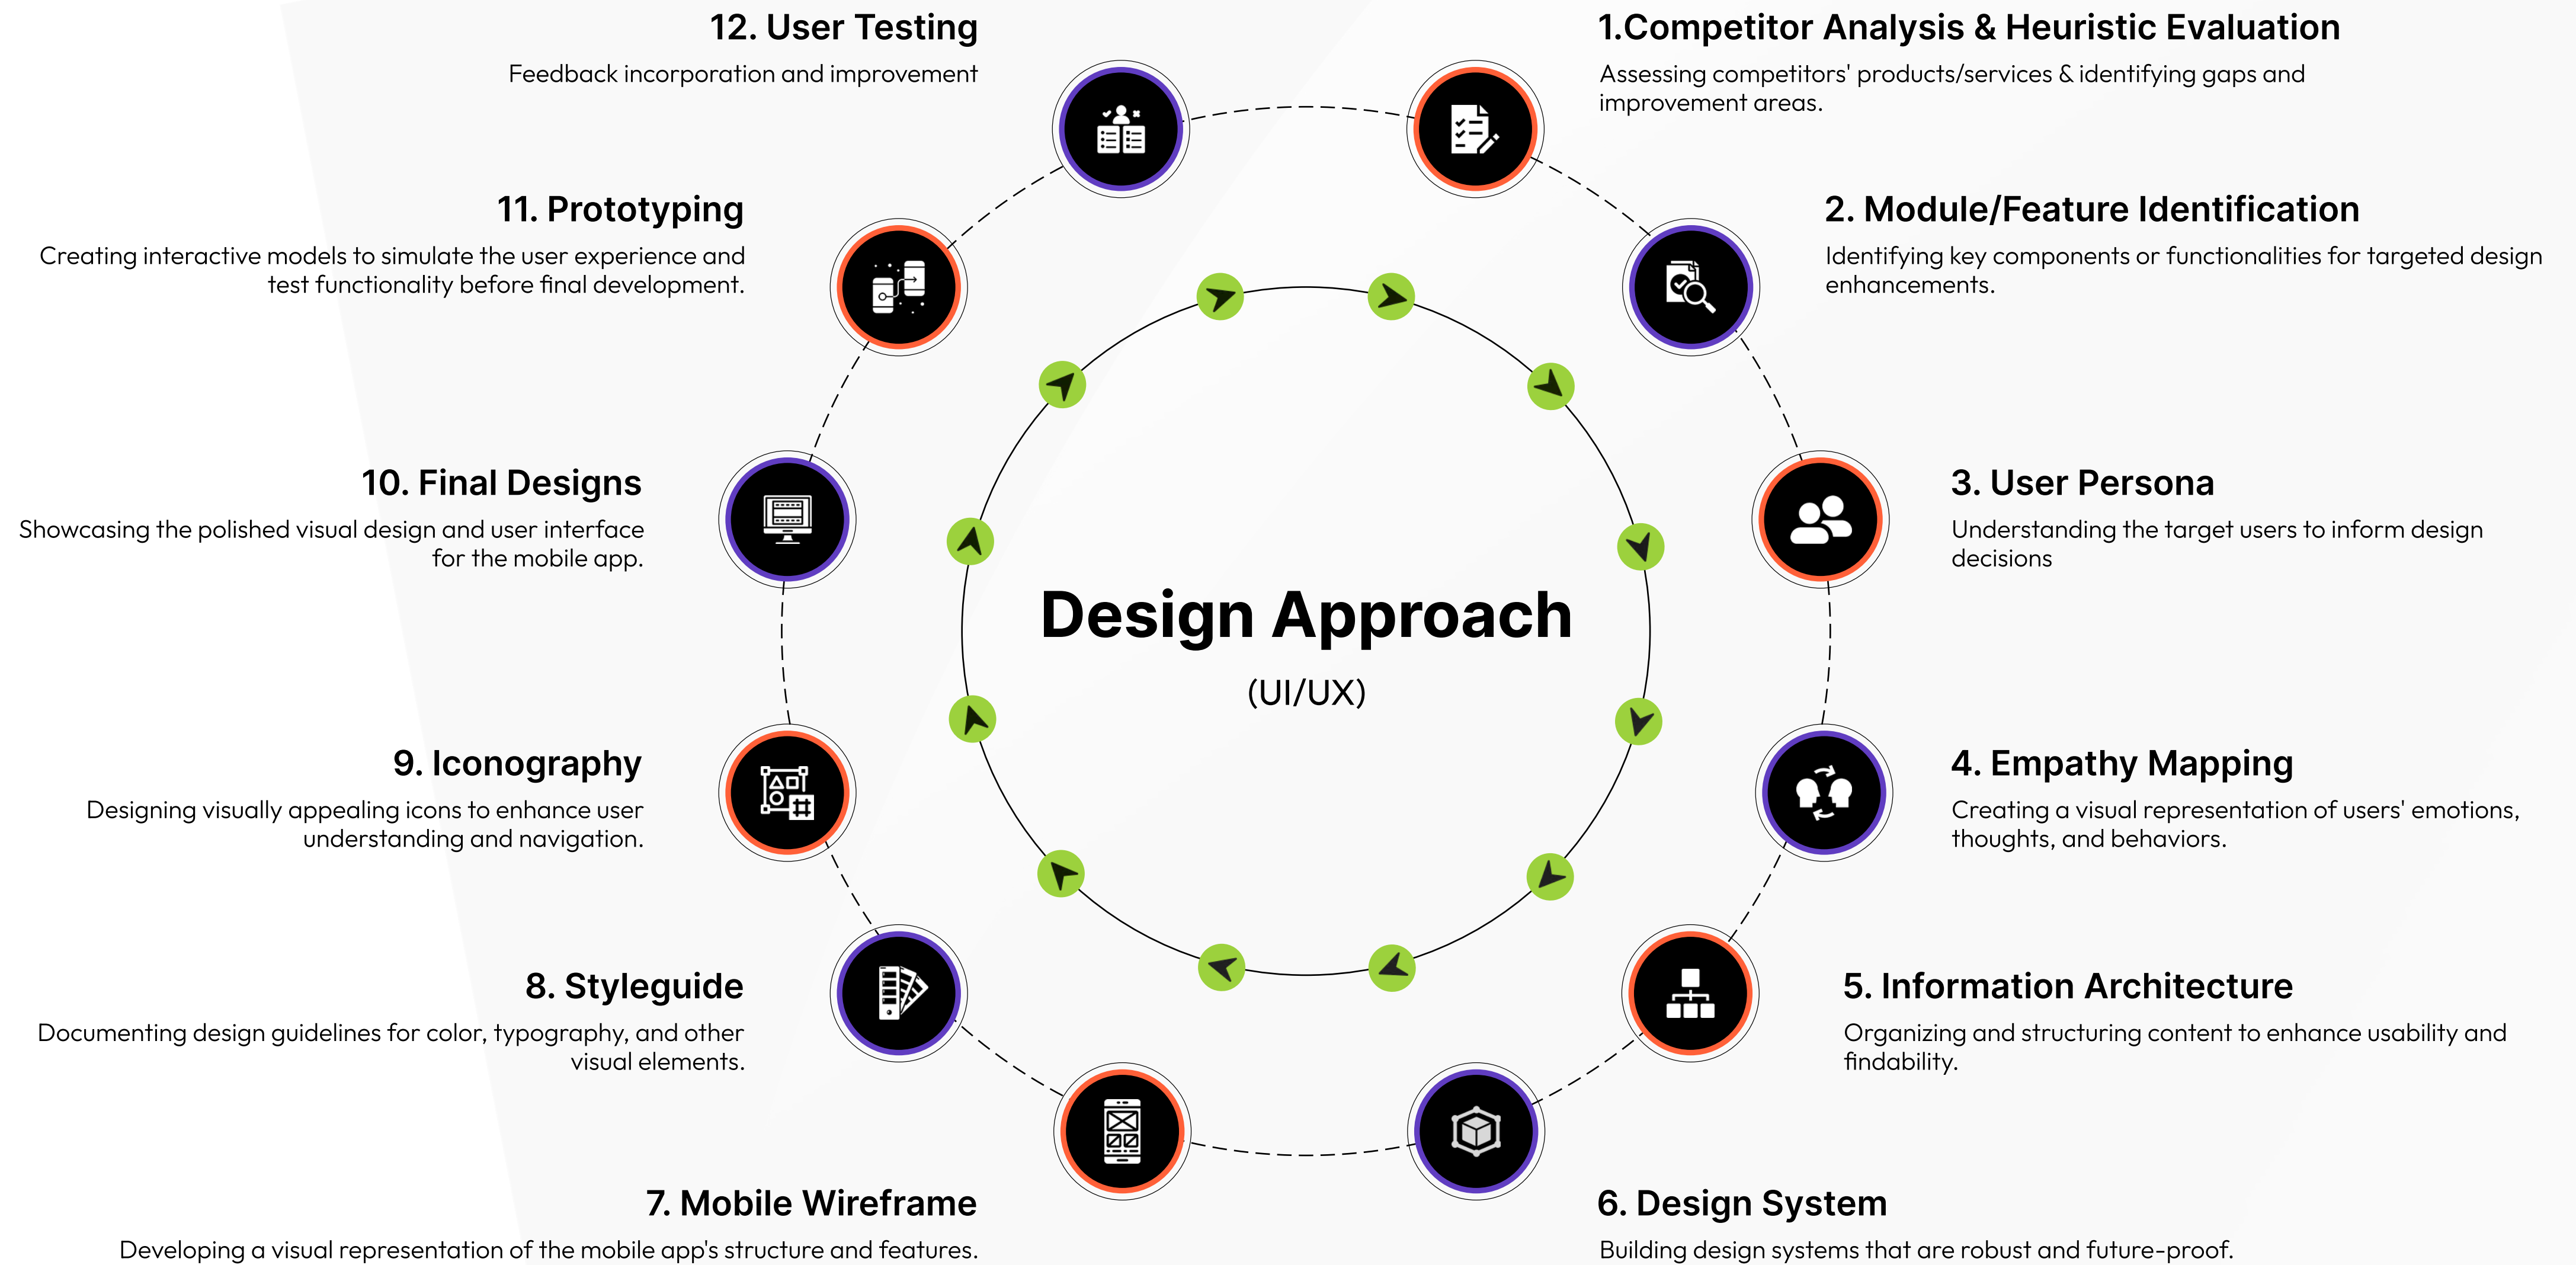 Design Approach
(UI/UX)
1.Competitor Analysis & Heuristic Evaluation
Assessing competitors' products/services & identifying gaps and
improvement areas.
2. Module/Feature Identification
Identifying key components or functionalities for targeted design
enhancements.
3. User Persona
Understanding the target users to inform design
decisions
4. Empathy Mapping
Creating a visual representation of users' emotions,
thoughts, and behaviors.
5. Information Architecture
Organizing and structuring content to enhance usability and
findability.
6. Design System
Building design systems that are robust and future-proof.
7. Mobile Wireframe
Developing a visual representation of the mobile app's structure and features.
8. Styleguide
Documenting design guidelines for color, typography, and other
visual elements.
9. Iconography
Designing visually appealing icons to enhance user
understanding and navigation.
10. Final Designs
Showcasing the polished visual design and user interface
for the mobile app.
11. Prototyping
Creating interactive models to simulate the user experience and
test functionality before final development.
12. User Testing
Feedback incorporation and improvement